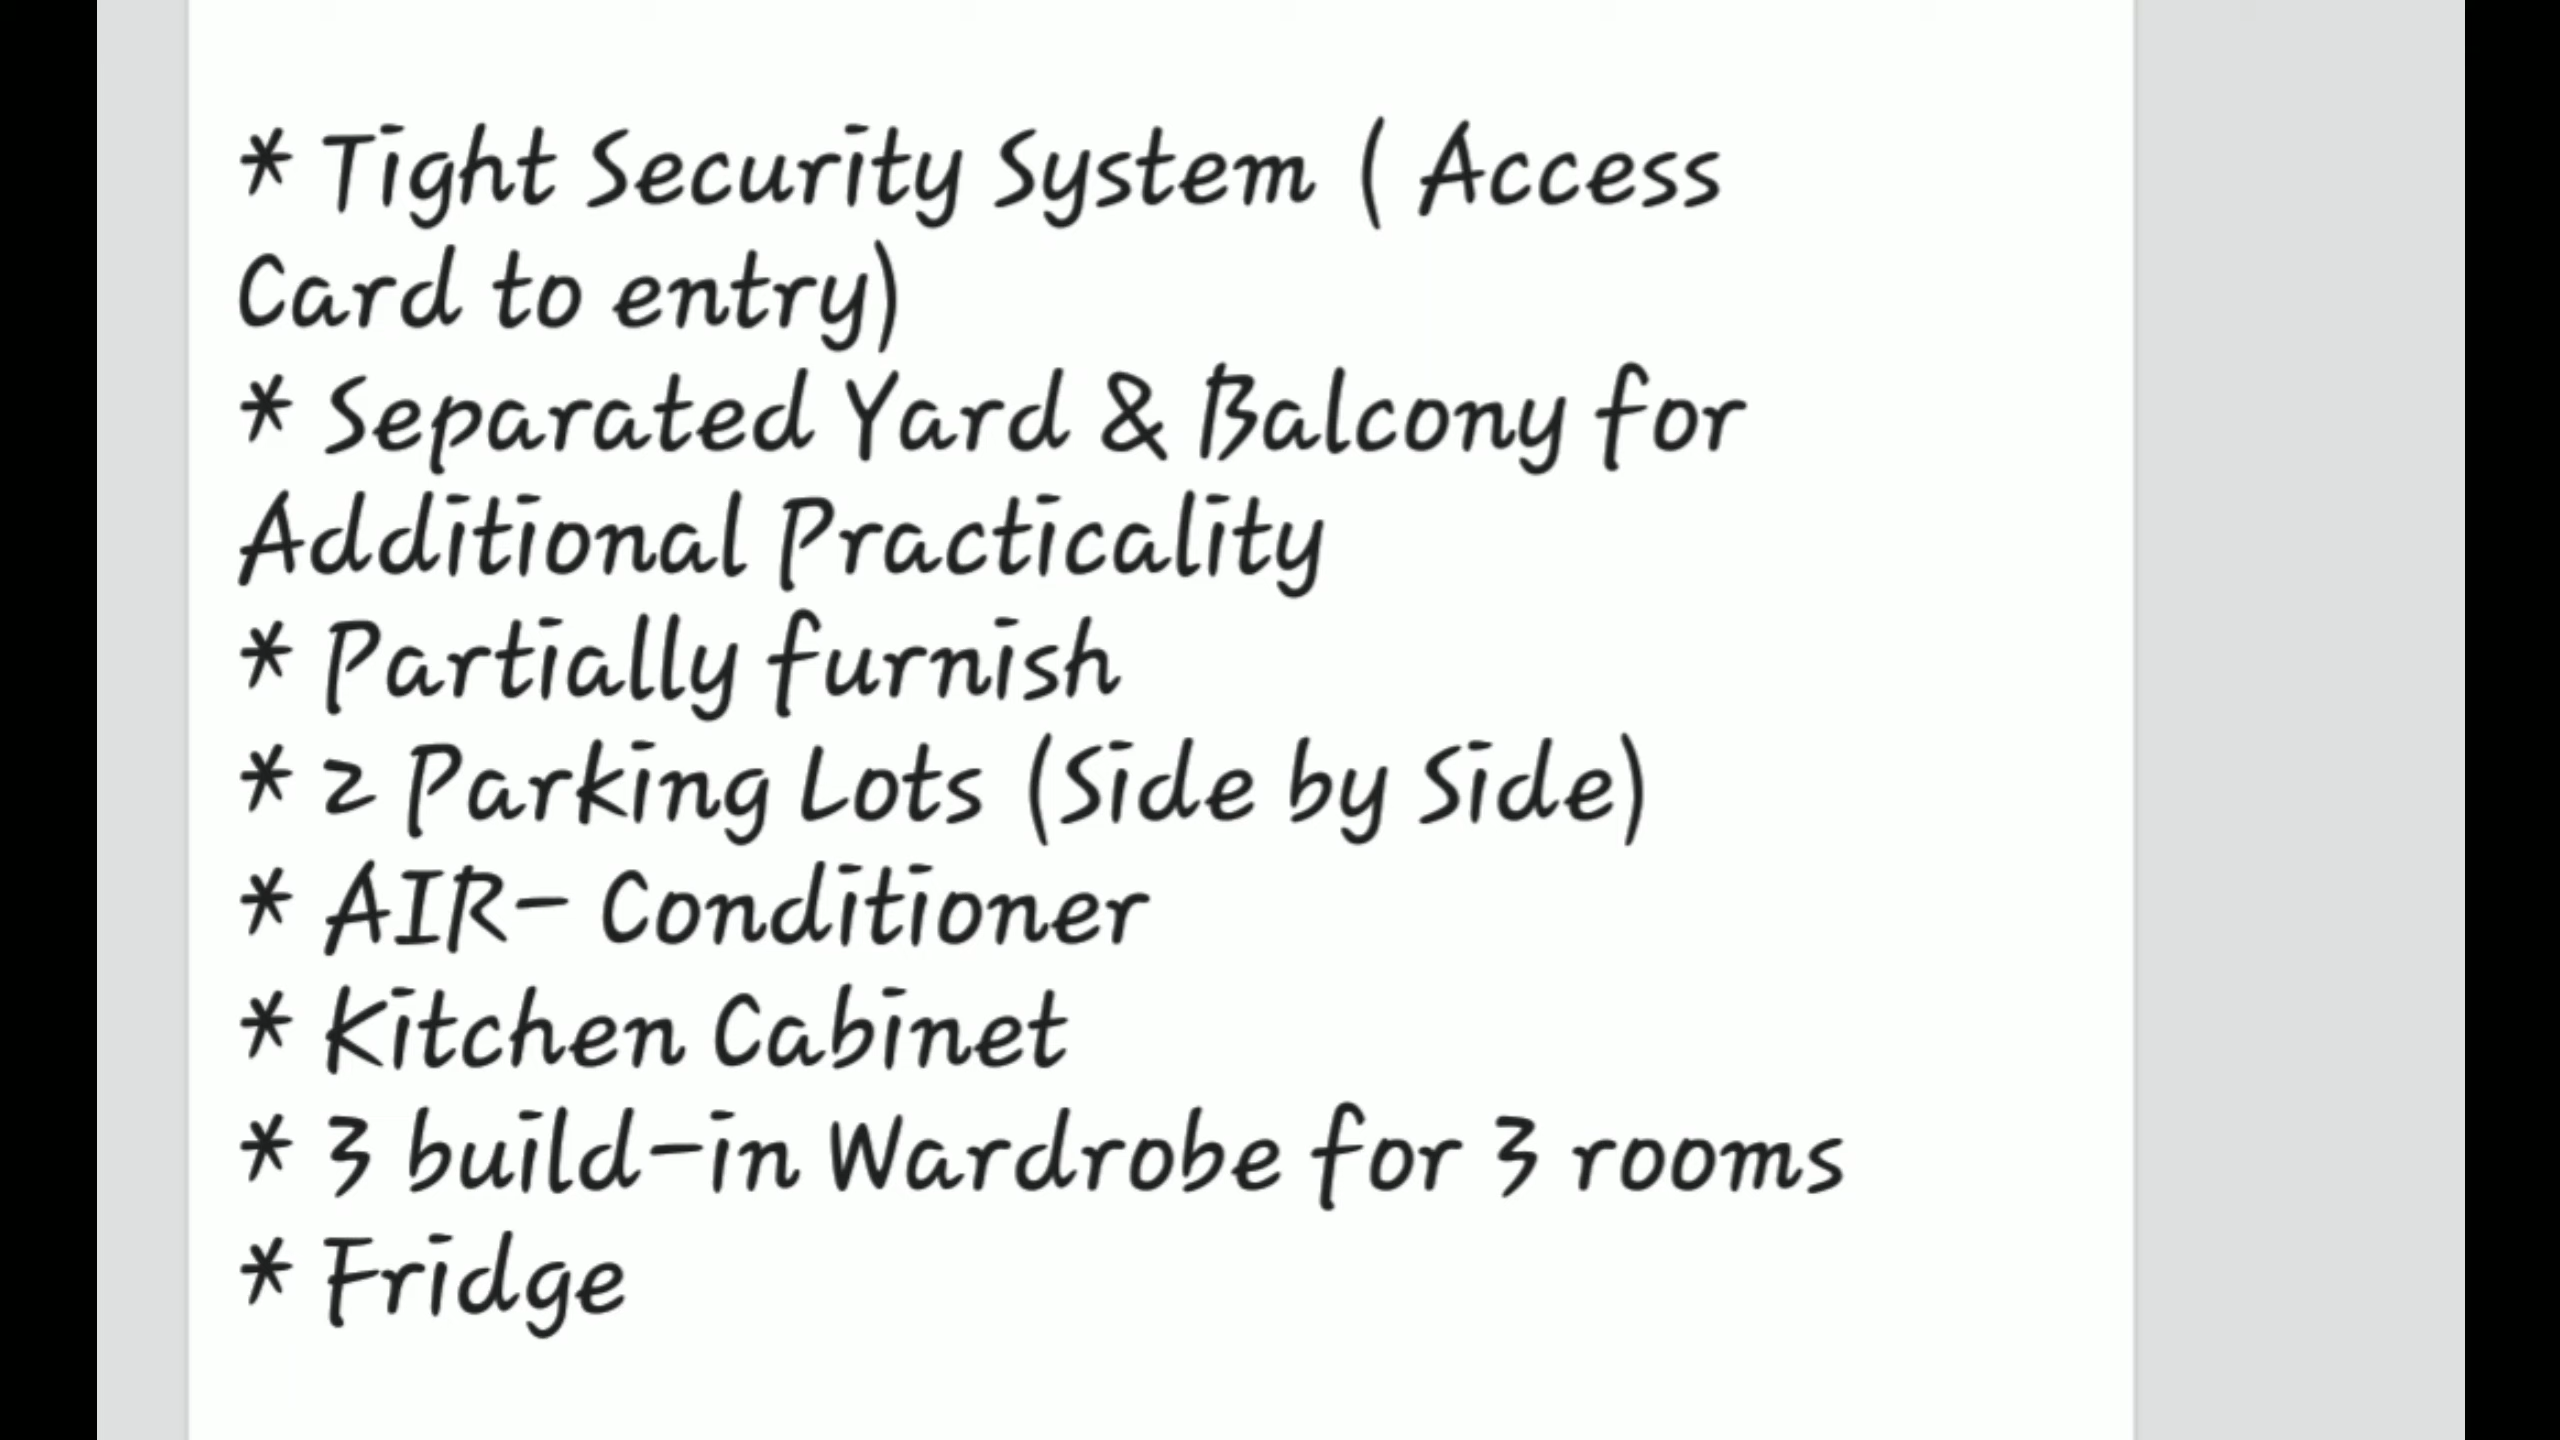 * Tight Security System ( Access
Card to entry)
* Separated Yard & Balcony for
Additional Practicality
* Partially furnish
* 2 Parking Lots (Side by Side)
* AIR- Conditioner
* Kitchen Cabinet
* 3 build-in Wardrobe for 3 rooms
* Fridge